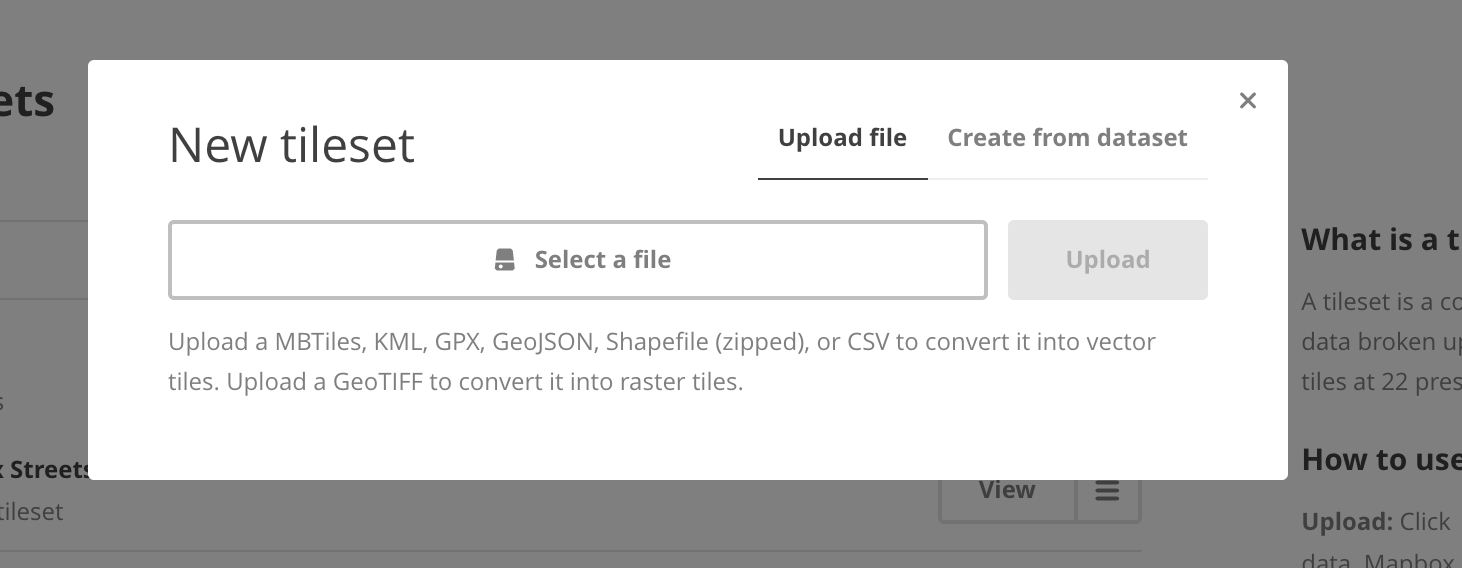 ets
New tileset
Upload file
Create from dataset
Select a file
Upload
Upload a MBTiles, KML, GPX, GeoJSON, Shapefile (zipped), or CSV to convert it into vector
tiles. Upload a GeoTIFF to convert it into raster tiles.
s
x Streets
tileset
View
What is a t
A tileset is a co
data broken up
tiles at 22 pres
How to use
Upload: Click
data. Mapbox